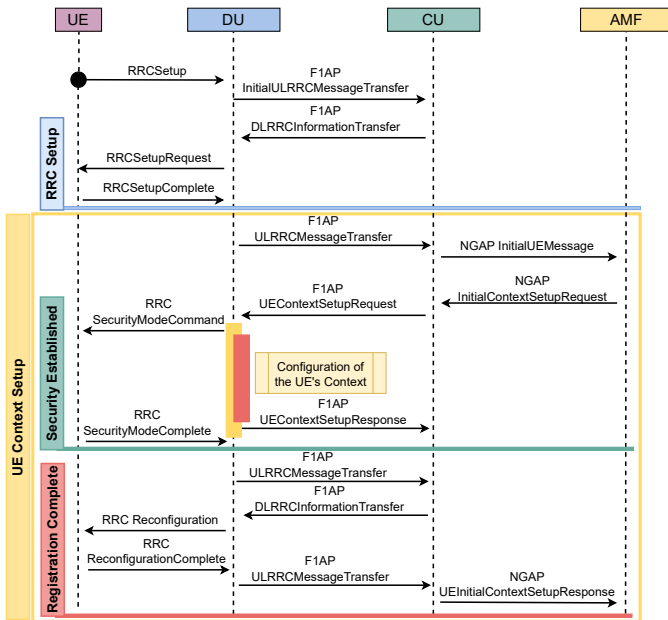 UE
DU
CU
AMF
RRCSetup
F1AP
InitialULRRCMessageTransfer
F1AP
DLRRCInformationTransfer
RRCSetupRequest
RRCSetupComplete
RRC Setup
F1AP
ULRRCMessageTransfer
NGAP InitialUEMessage
NGAP
InitialContextSetupRequest
F1AP
UEContextSetupRequest
RRC
SecurityModeCommand
Configuration of
the UE's Context
RRC
SecurityModeComplete
F1AP
UEContextSetupResponse
Security Established
UE Context Setup
F1AP
ULRRCMessageTransfer
F1AP
DLRRCInformationTransfer
RRC Reconfiguration
RRC
ReconfigurationComplete
F1AP
ULRRCMessageTransfer
NGAP
UEInitialContextSetupResponse
Registration Complete